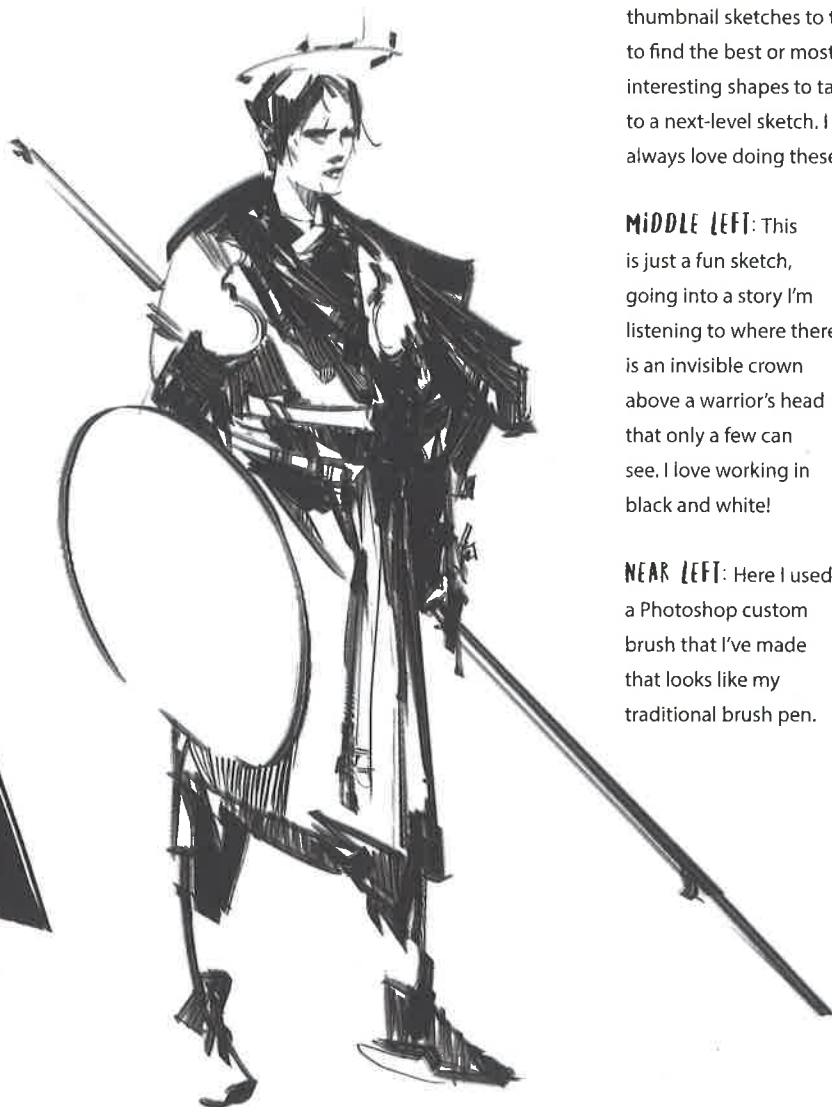 thumbnail sketches to
to find the best or most
interesting shapes to
to a next-level sketch. I
always love doing these
MIDDLE LEFT: This
is just a fun sketch,
going into a story I'm
listening to where there
is an invisible crown
above a warrior's head
that only a few can
see. I love working in
black and white!
NEAR LEFT: Here I used
a Photoshop custom
brush that I've made
that looks like my
traditional brush pen.